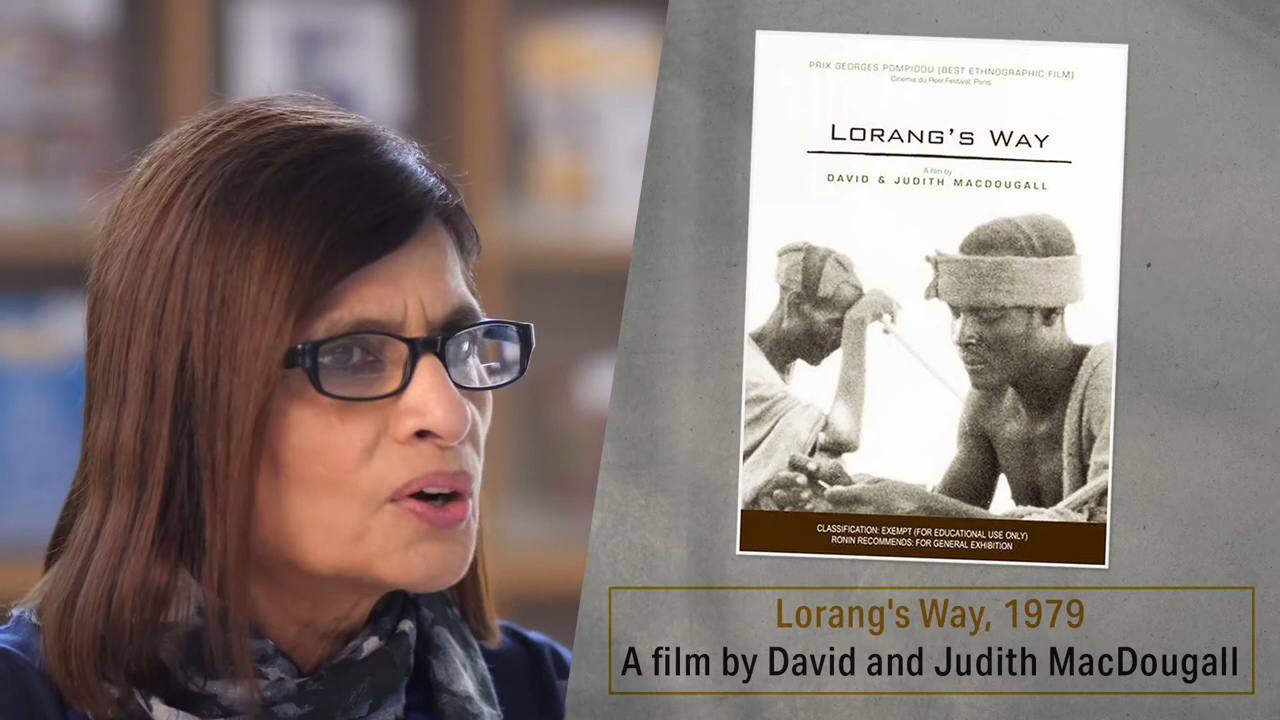 PRIX GEORGES POMPIDOU [BEST ETHNOGRAPHIC FILM]
Cinema du Reel Festival, Paris
LORANG'S WAY
A film by
DAVID & JUDITH MACDOUGALL
CLASSIFICATION: EXEMPT (FOR EDUCATIONAL USE ONLY)
RONIN RECOMMENDS: FOR GENERAL EXHIBITION
Lorang's Way, 1979
A film by David and Judith MacDougall